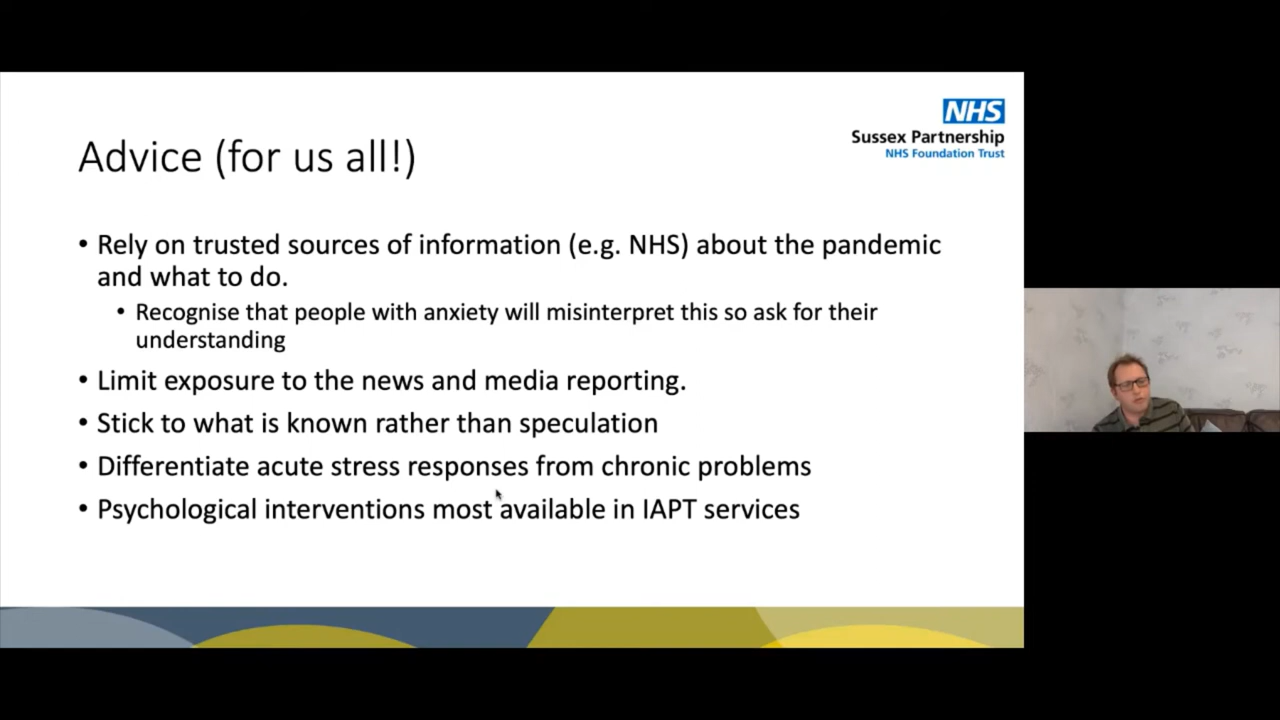 NHS
Sussex Partnership
NHS Foundation Trust
Advice (for us all!)
• Rely on trusted sources of information (e.g. NHS) about the pandemic
and what to do.
• Recognise that people with anxiety will misinterpret this so ask for their
understanding
• Limit exposure to the news and media reporting.
• Stick to what is known rather than speculation
• Differentiate acute stress responses from chronic problems
• Psychological interventions most available in IAPT services